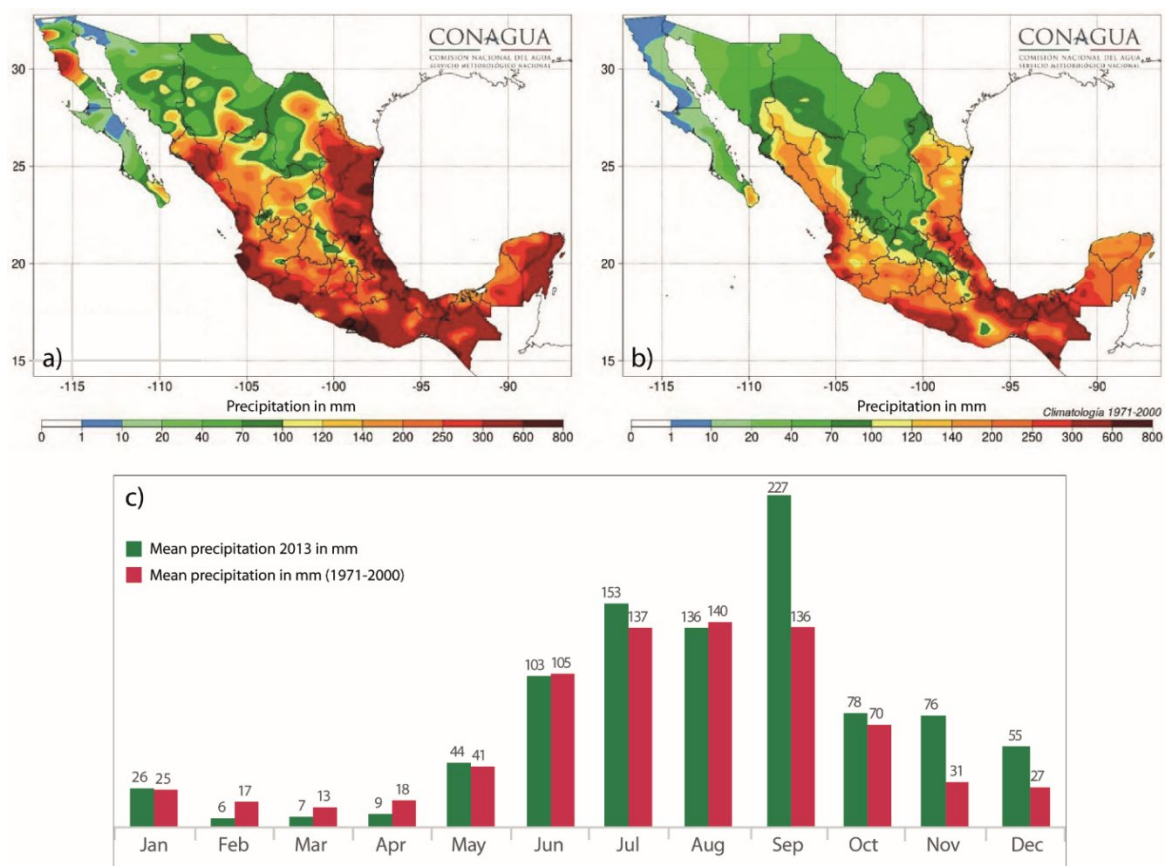 CONAGUA
COMISIÓN NACIONAL DEL AGUA
SERVICIO METEOROLÓGICO NACIONAL
30
25
20
15
a)
-115 -110 -105 -100 -95 -90
Precipitation in mm
0 1 10 20 40 70 100 120 140 200 250 300 600 800
CONAGUA
COMISIÓN NACIONAL DEL AGUA
SERVICIO METEOROLÓGICO NACIONAL
30
25
20
15
b)
-115 -110 -105 -100 -95 -90
Precipitation in mm
Climatología 1971-2000
0 1 10 20 40 70 100 120 140 200 250 300 600 800
c)
Mean precipitation 2013 in mm
Mean precipitation in mm (1971-2000)
26 25 6 17 7 13 9 18 44 41 103 105 153 137 136 140 227 136 78 70 76 31 55 27
Jan Feb Mar Apr May Jun Jul Aug Sep Oct Nov Dec